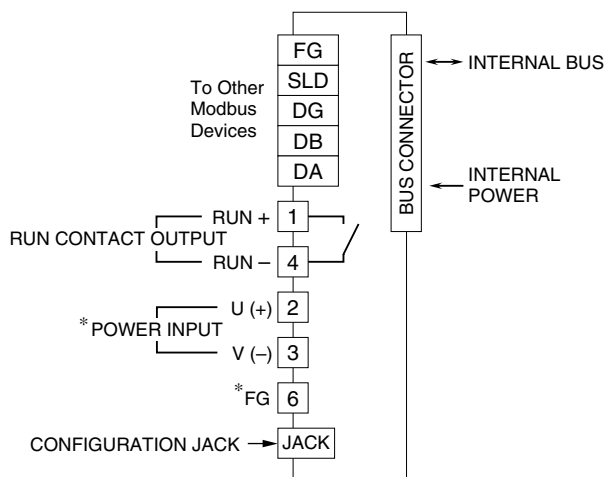 To Other
Modbus
Devices
FG
SLD
DG
DB
DA
BUS CONNECTOR
INTERNAL BUS
INTERNAL
POWER
RUN CONTACT OUTPUT
RUN + 1
RUN – 4
*POWER INPUT
U (+) 2
V (–) 3
*FG 6
CONFIGURATION JACK JACK